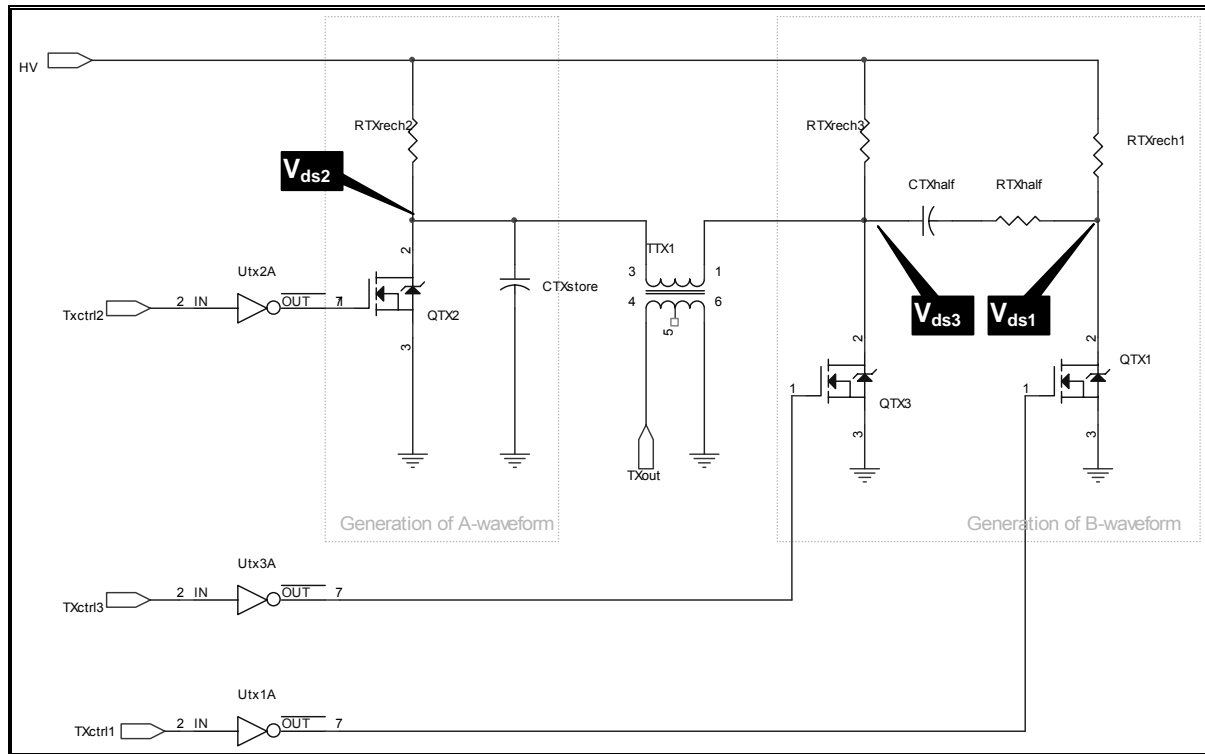 HV
RTXrech2
RTXrech3
RTXrech1
Vds2
CTXhalf
RTXhalf
TTX1
3 1
4 6
5
2
Utx2A
CTXstore
Txctrl2
2 IN
OUT
7
QTX2
3
Vds3
Vds1
2
2
QTX1
1
QTX3
1
3
3
TXout
Generation of A-waveform
Generation of B-waveform
Utx3A
TXctrl3
2 IN
OUT
7
Utx1A
TXctrl1
2 IN
OUT
7